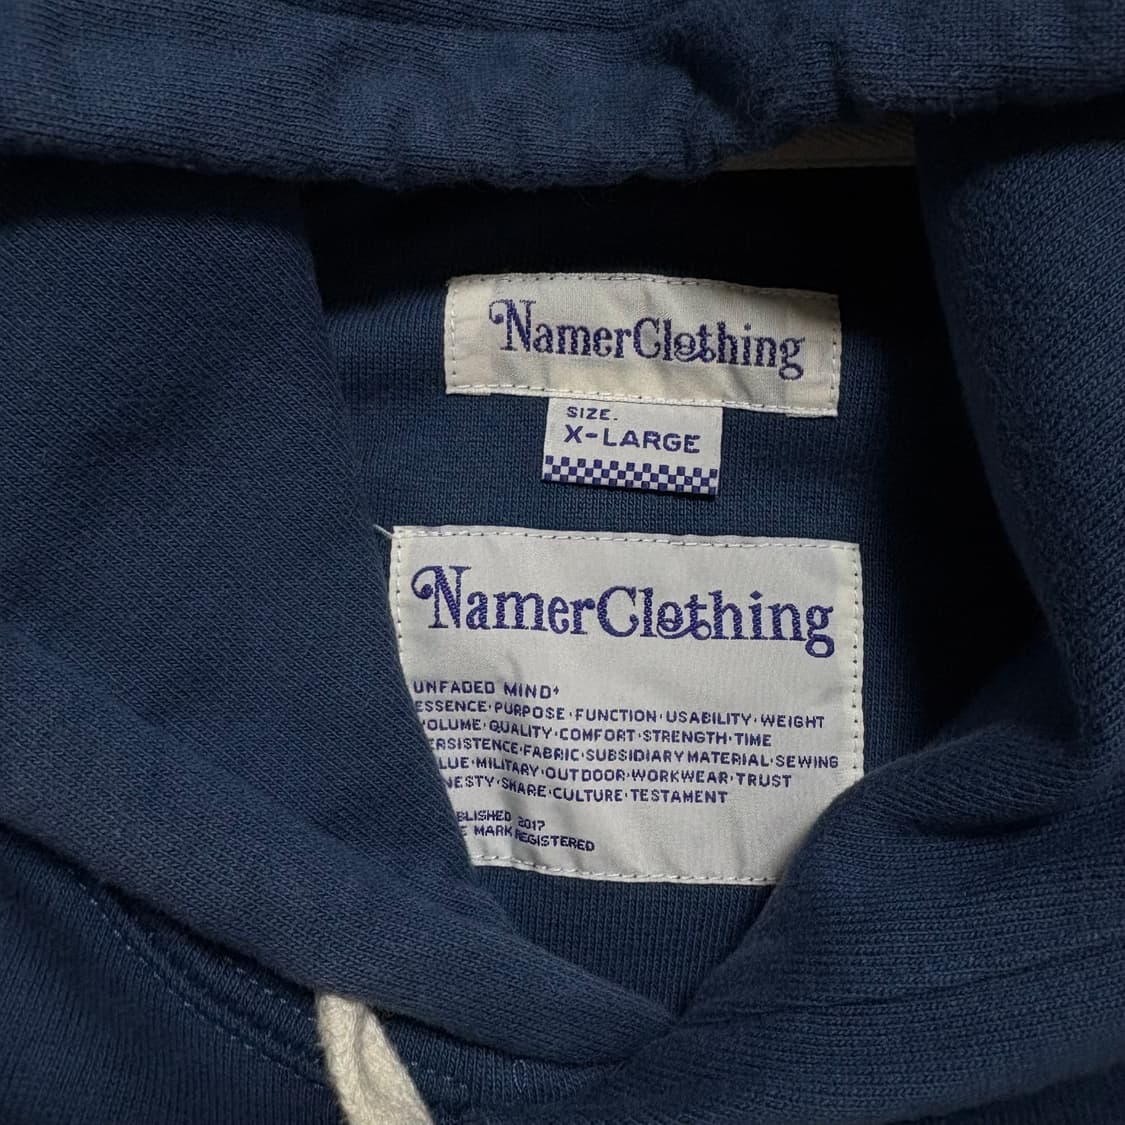 NamerClothing
SIZE.
X-LARGE
NamerClothing
UNFADED MIND+
ESSENCE·PURPOSE·FUNCTION·USABILITY·WEIGHT
QUALITY·COMFORT·STRENGTH·TIME
FABRIC·SUBSIDIARY MATERIAL·SEWING
MILITARY·OUTDOOR·WORKWEAR·TRUST
SHARE·CULTURE·TESTAMENT
2017
MARK REGISTERED